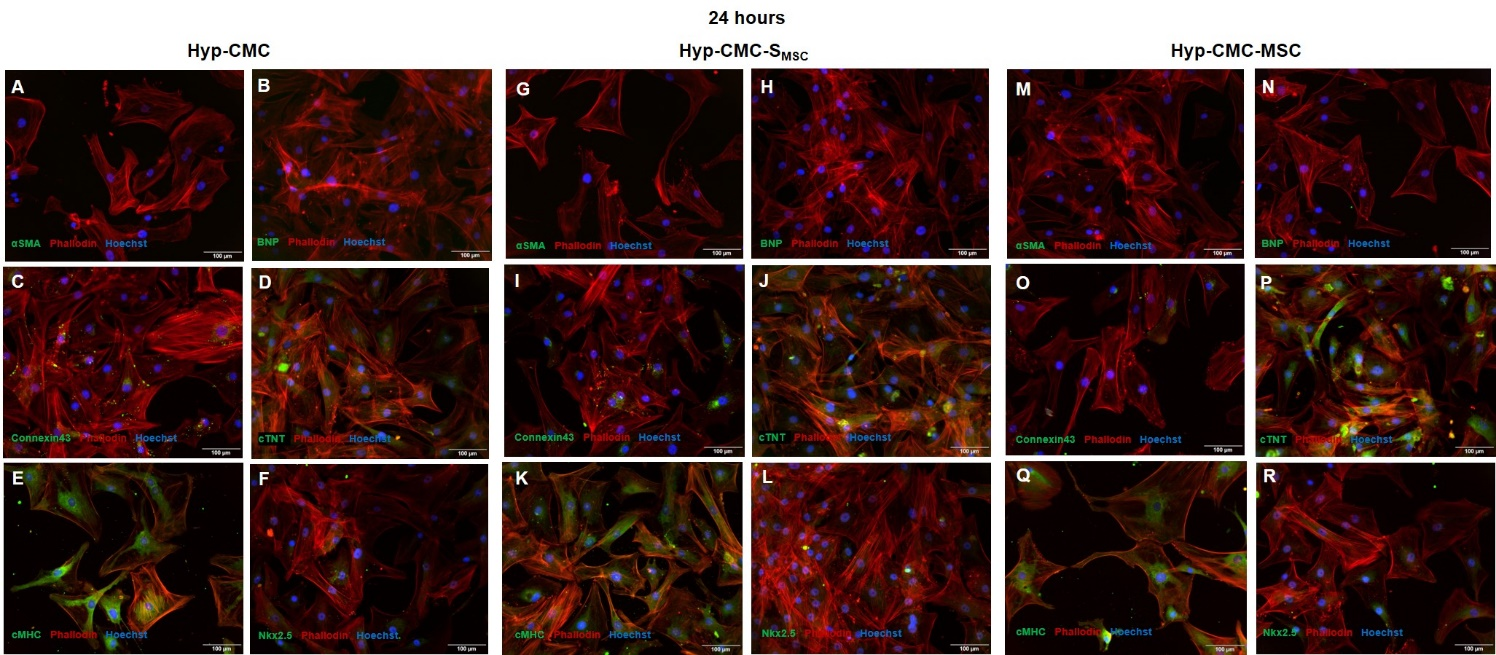 24 hours
Hyp-CMC
Hyp-CMC-SMSC
Hyp-CMC-MSC
A
αSMA Phallodin Hoechst
100 μm
B
BNP Phallodin Hoechst
100 μm
G
αSMA Phallodin Hoechst
100 μm
H
BNP Phallodin Hoechst
100 μm
M
αSMA Phallodin Hoechst
100 μm
N
BNP Phallodin Hoechst
100 μm
C
Connexin43 Phallodin Hoechst
100 μm
D
cTNT Phallodin Hoechst
100 μm
I
Connexin43 Phallodin Hoechst
100 μm
J
cTNT Phallodin Hoechst
100 μm
O
Connexin43 Phallodin Hoechst
100 μm
P
cTNT Phallodin Hoechst
100 μm
E
cMHC Phallodin Hoechst
100 μm
F
Nkx2.5 Phallodin Hoechst
100 μm
K
cMHC Phallodin Hoechst
100 μm
L
Nkx2.5 Phallodin Hoechst
100 μm
Q
cMHC Phallodin Hoechst
100 μm
R
Nkx2.5 Phallodin Hoechst
100 μm